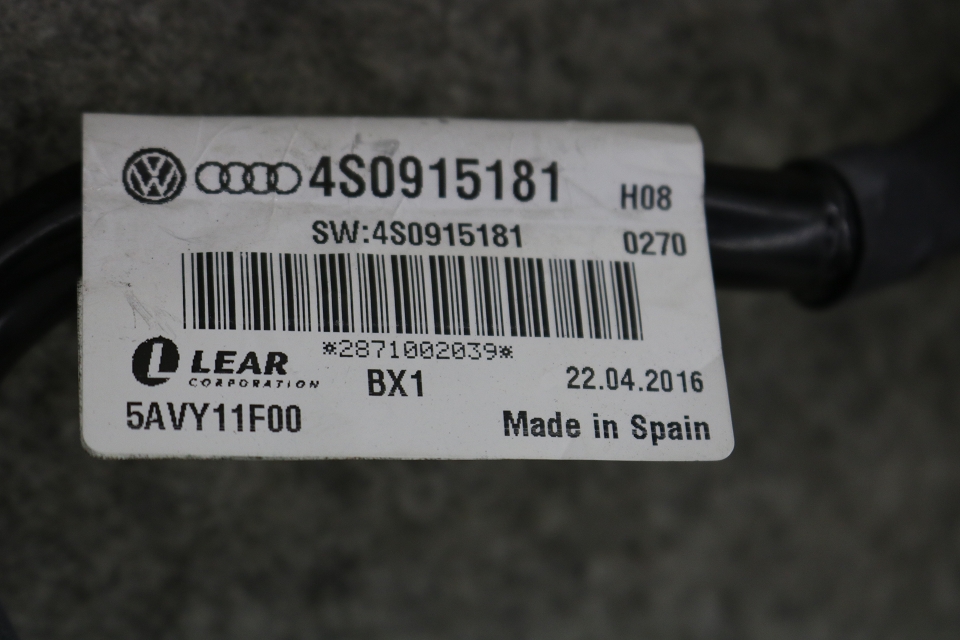 4S0915181 H08
SW:4S0915181 0270
*2871002039*
LEAR
CORPORATION
BX1 22.04.2016
5AVY11F00 Made in Spain